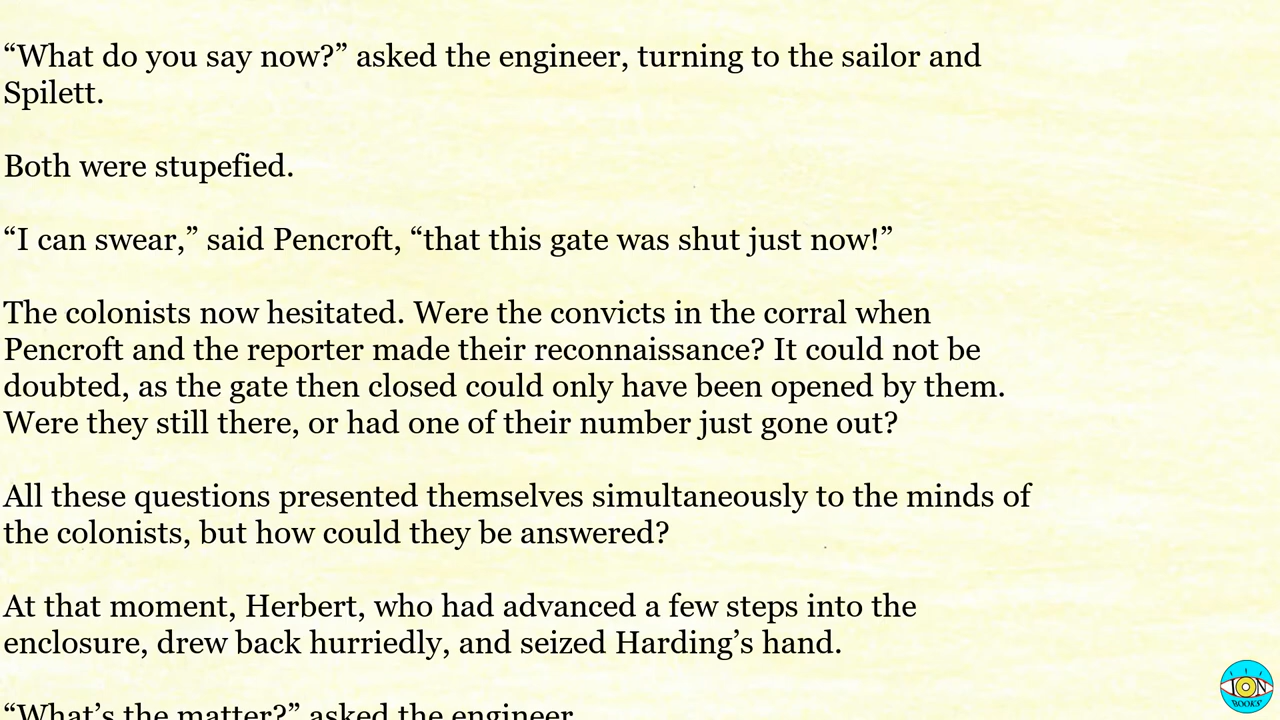 “What do you say now?” asked the engineer, turning to the sailor and
Spilett.
Both were stupefied.
“I can swear,” said Pencroft, “that this gate was shut just now!”
The colonists now hesitated. Were the convicts in the corral when
Pencroft and the reporter made their reconnaissance? It could not be
doubted, as the gate then closed could only have been opened by them.
Were they still there, or had one of their number just gone out?
All these questions presented themselves simultaneously to the minds of
the colonists, but how could they be answered?
At that moment, Herbert, who had advanced a few steps into the
enclosure, drew back hurriedly, and seized Harding’s hand.
“What’s the matter?” asked the engineer.
ION
BOOKS